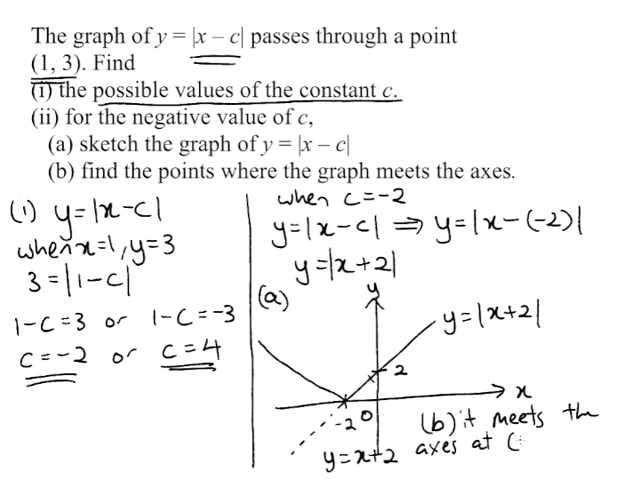 The graph of y = |x – c| passes through a point
(1, 3). Find
(i) the possible values of the constant c.
(ii) for the negative value of c,
(a) sketch the graph of y = |x – c|
(b) find the points where the graph meets the axes.
(i) y=|x-c|
when x=1, y=3
3=|1-c|
1-c=3 or 1-c=-3
c=-2 or c=4
when c=-2
y=|x-c| ⇒ y=|x-(-2)|
y=|x+2|
(a)
y
y=|x+2|
2
x
-2 0
y=x+2
(b) it meets the
axes at (